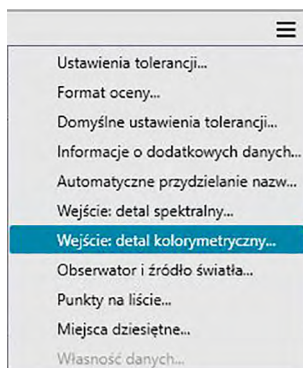 Ustawienia tolerancji...
Format oceny...
Domyślne ustawienia tolerancji...
Informacje o dodatkowych danych...
Automatyczne przydzielanie nazw...
Wejście: detal spektralny...
Wejście: detal kolorymetryczny...
Obserwator i źródło światła...
Punkty na liście...
Miejsca dziesiętne...
Własność danych...